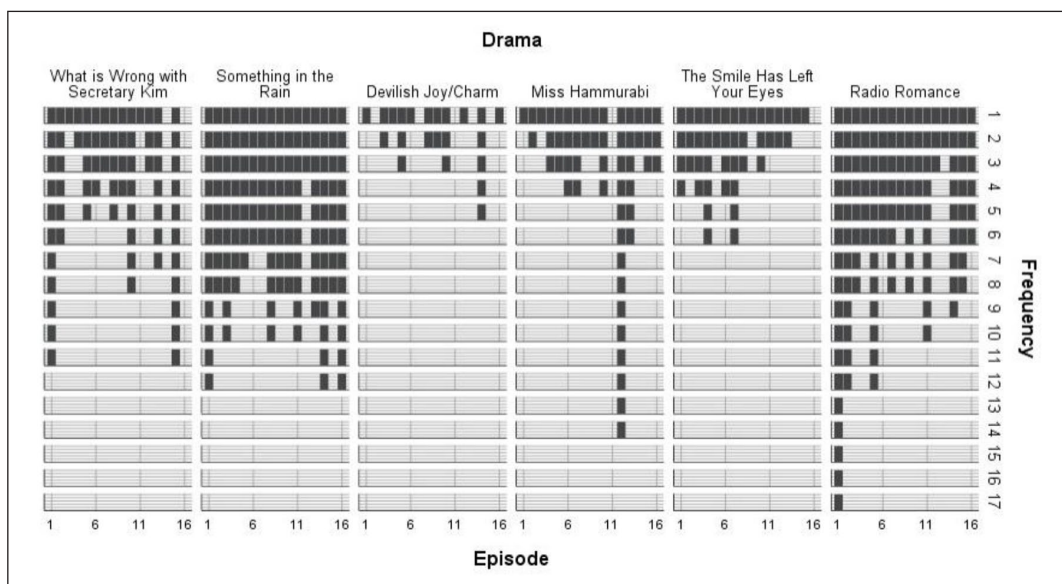 Drama
What is Wrong with
Secretary Kim
Something in the
Rain
Devilish Joy/Charm
Miss Hammurabi
The Smile Has Left
Your Eyes
Radio Romance
1
2
3
4
5
6
7
8
9
10
11
12
13
14
15
16
17
Frequency
1 6 11 16 1 6 11 16 1 6 11 16 1 6 11 16 1 6 11 16 1 6 11 16
Episode